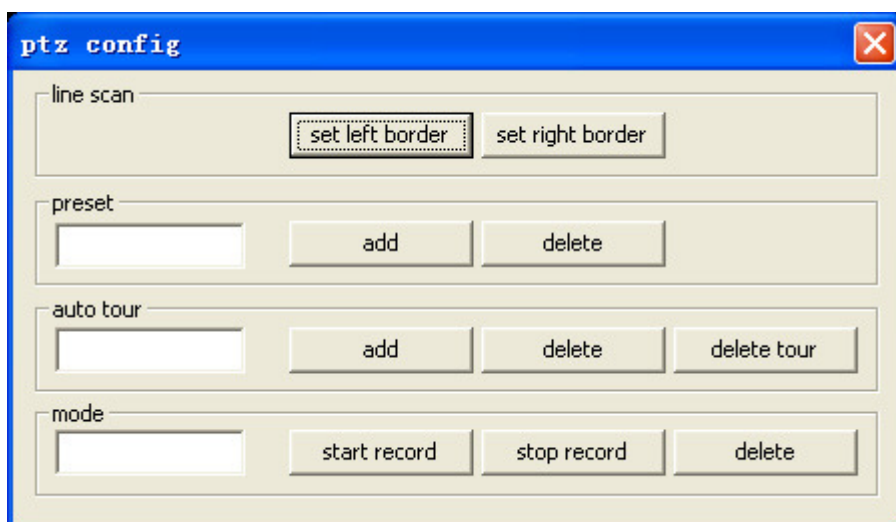 ptz config
line scan
set left border set right border
preset
add delete
auto tour
add delete delete tour
mode
start record stop record delete